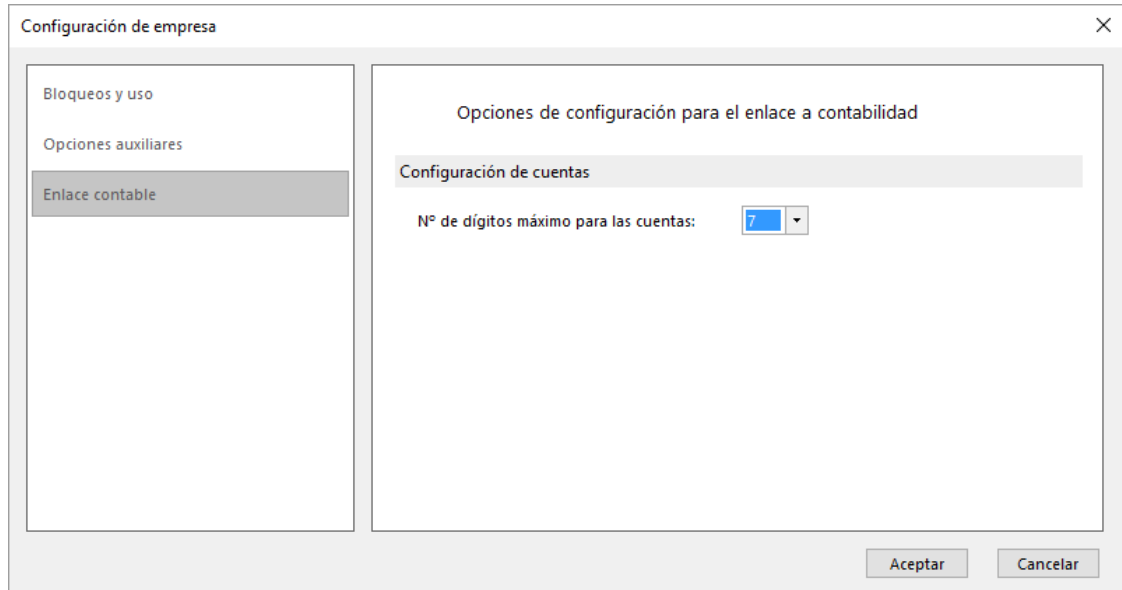 Configuración de empresa
Bloqueos y uso
Opciones auxiliares
Enlace contable
Opciones de configuración para el enlace a contabilidad
Configuración de cuentas
Nº de dígitos máximo para las cuentas: 7
Aceptar Cancelar